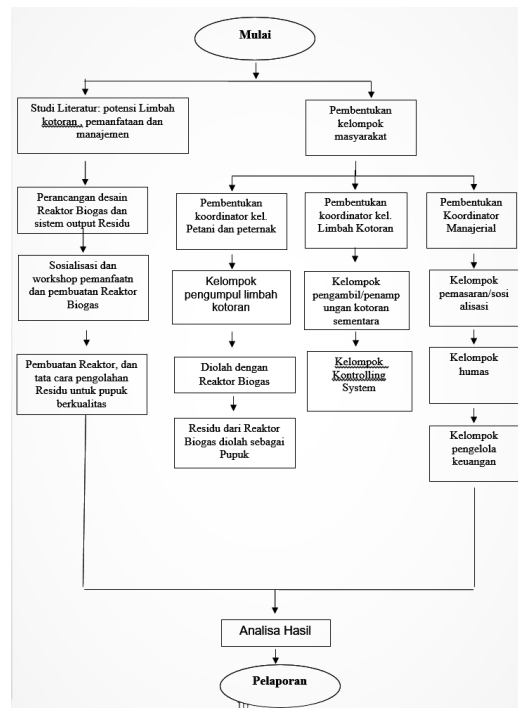 Mulai
Studi Literatur: potensi Limbah
kotoran , pemanfataan dan
manajemen
Pembentukan
kelompok
masyarakat
Perancangan desain
Reaktor Biogas dan
sistem output Residu
Pembentukan
koordinator kel.
Petani dan peternak
Pembentukan
koordinator kel.
Limbah Kotoran
Pembentukan
Koordinator
Manajerial
Sosialisasi dan
workshop pemanfaatn
dan pembuatan Reaktor
Biogas
Kelompok
pengumpul limbah
kotoran
Kelompok
pengambil/penamp
ungan kotoran
sementara
Kelompok
pemasaran/sosi
alisasi
Pembuatan Reaktor, dan
tata cara pengolahan
Residu untuk pupuk
berkualitas
Diolah dengan
Reaktor Biogas
Kelompok
Kontrolling
System
Kelompok
humas
Residu dari Reaktor
Biogas diolah sebagai
Pupuk
Kelompok
pengelola
keuangan
Analisa Hasil
Pelaporan